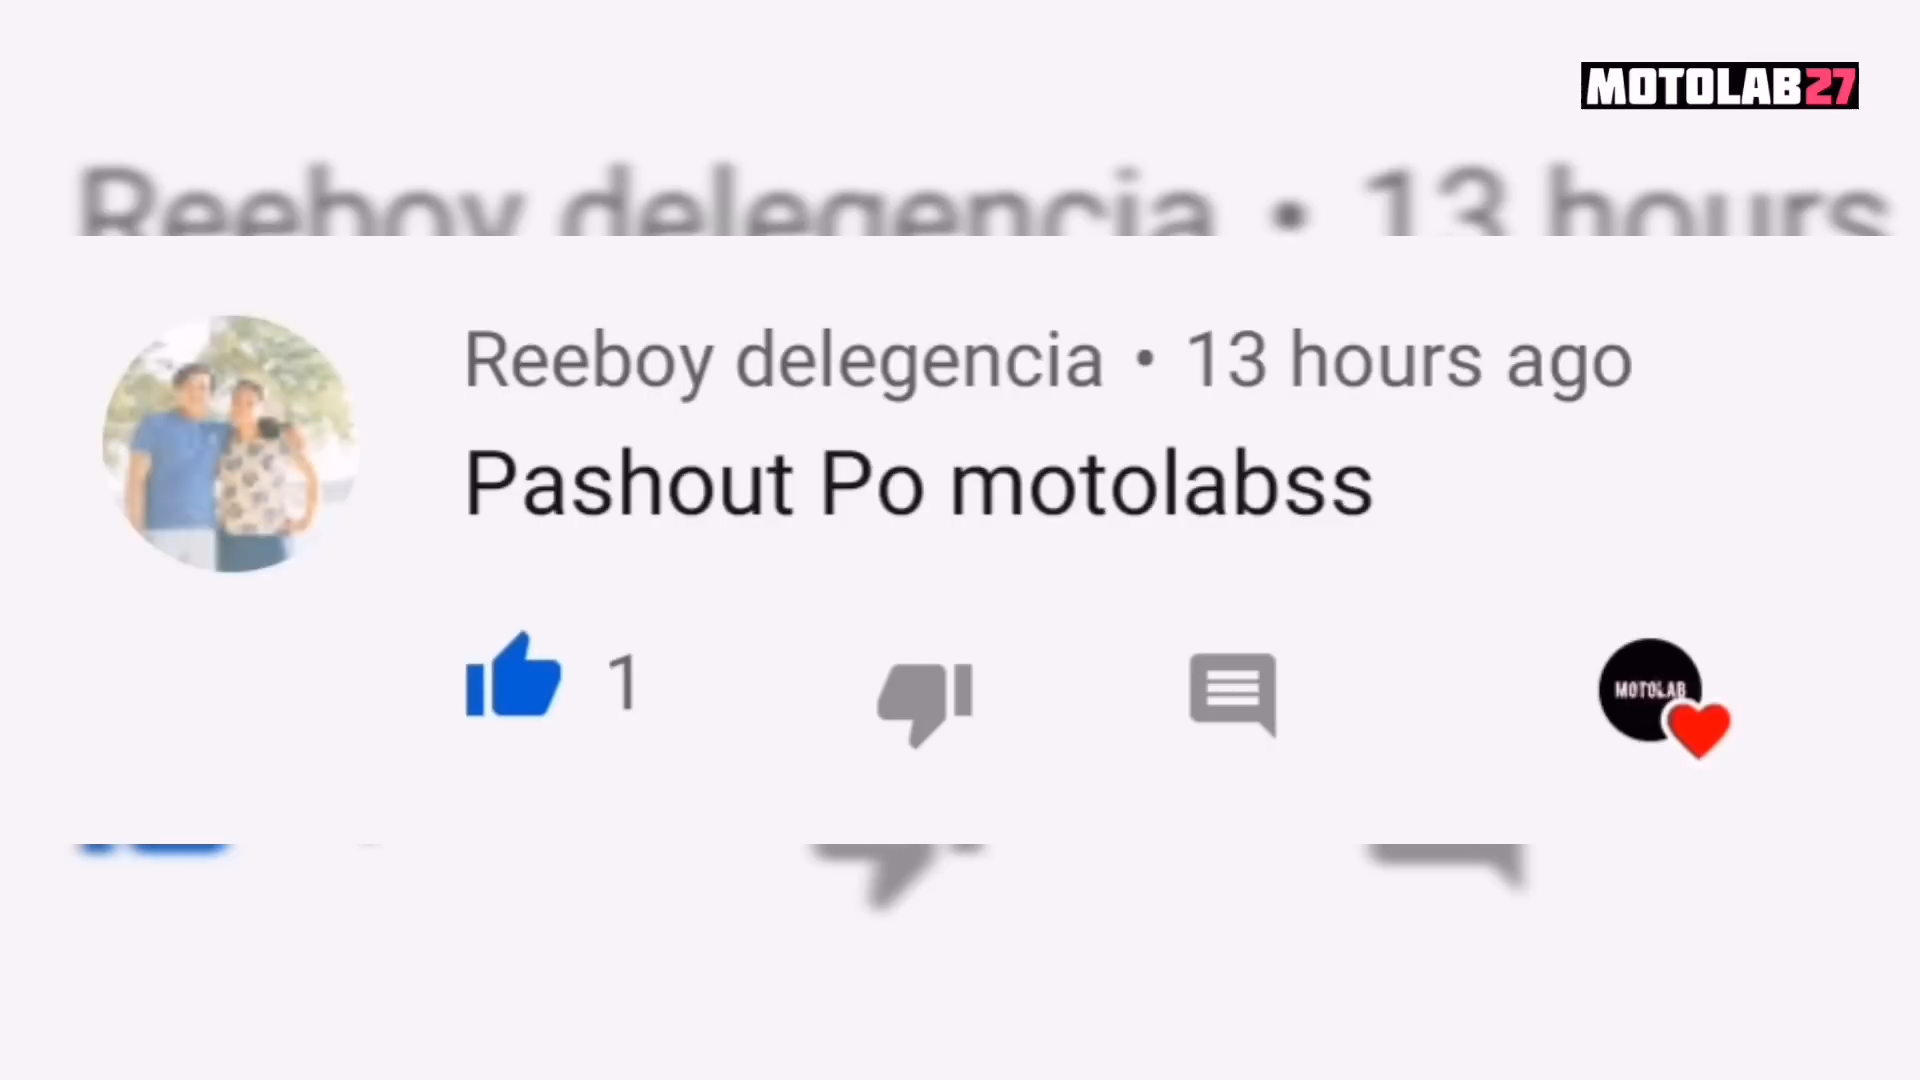 MOTOLAB27
Reeboy delegencia • 13 hours
Reeboy delegencia • 13 hours ago
Pashout Po motolabss
1
MOTOLAB